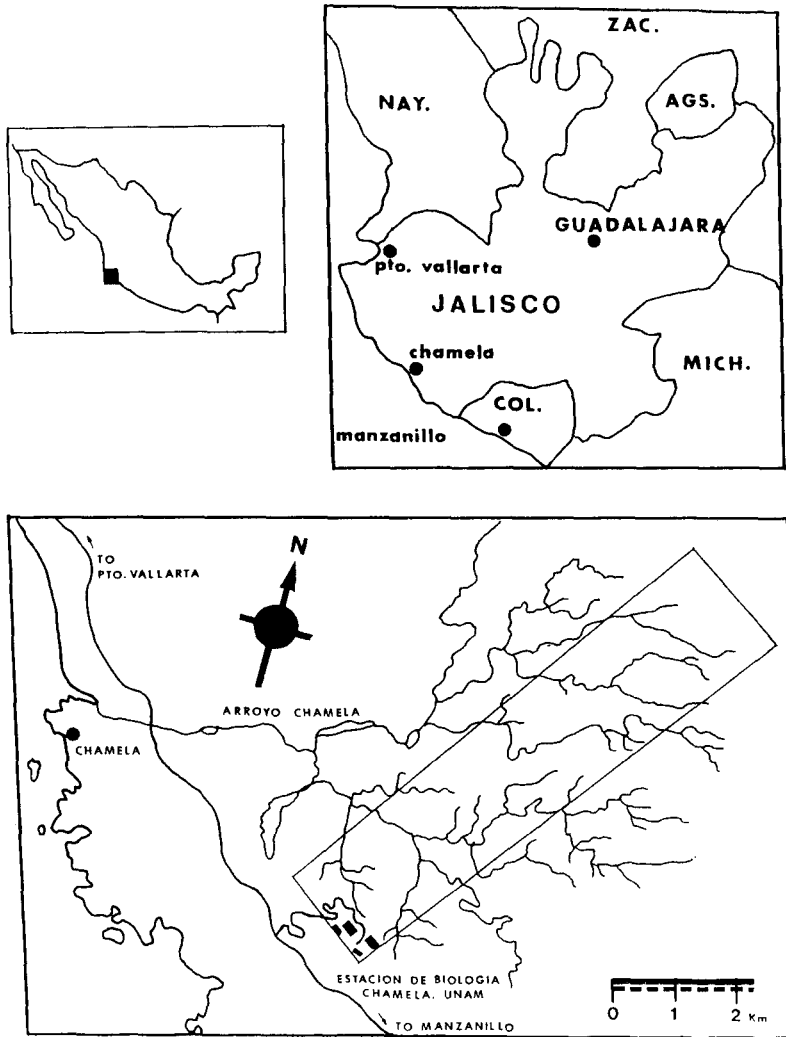 ZAC.
NAY.
AGS.
GUADALAJARA
pto. vallarta
JALISCO
chamela
MICH.
COL.
manzanillo
TO
PTO. VALLARTA
N
ARROYO CHAMELA
CHAMELA
ESTACION DE BIOLOGIA
CHAMELA. UNAM
TO MANZANILLO
0 1 2 Km